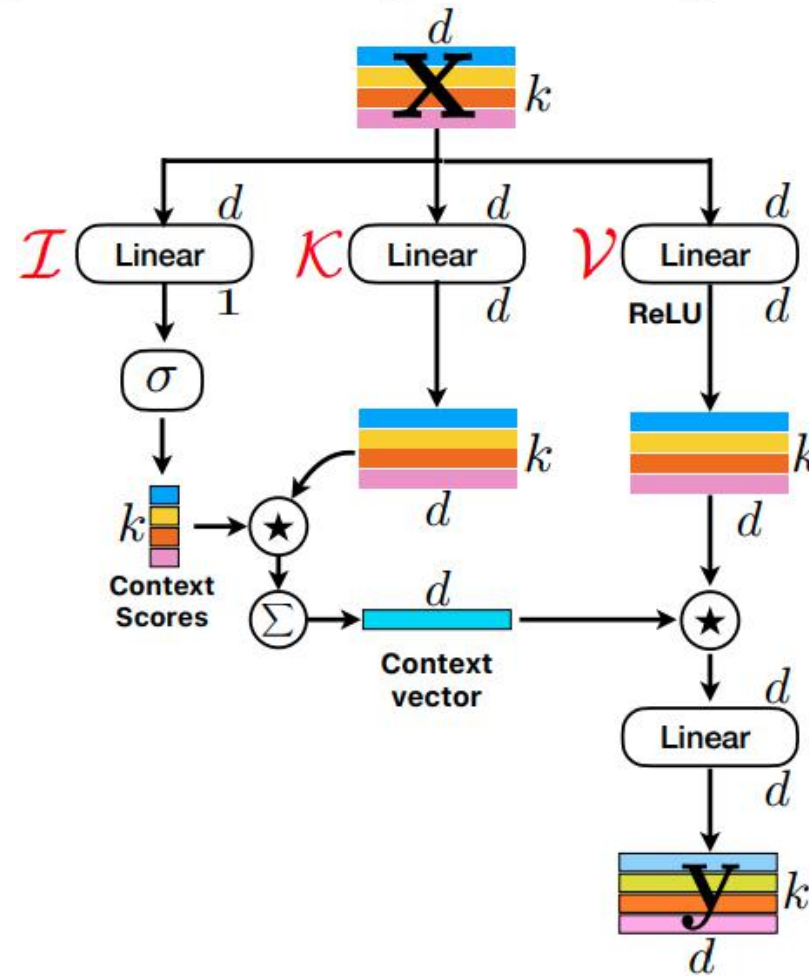 d
X k
d d d
I Linear K Linear V Linear
1 d ReLU d
σ
k k
k ★ d d
Context
Scores
Σ d ★
Context
vector
d
Linear
d
y k
d